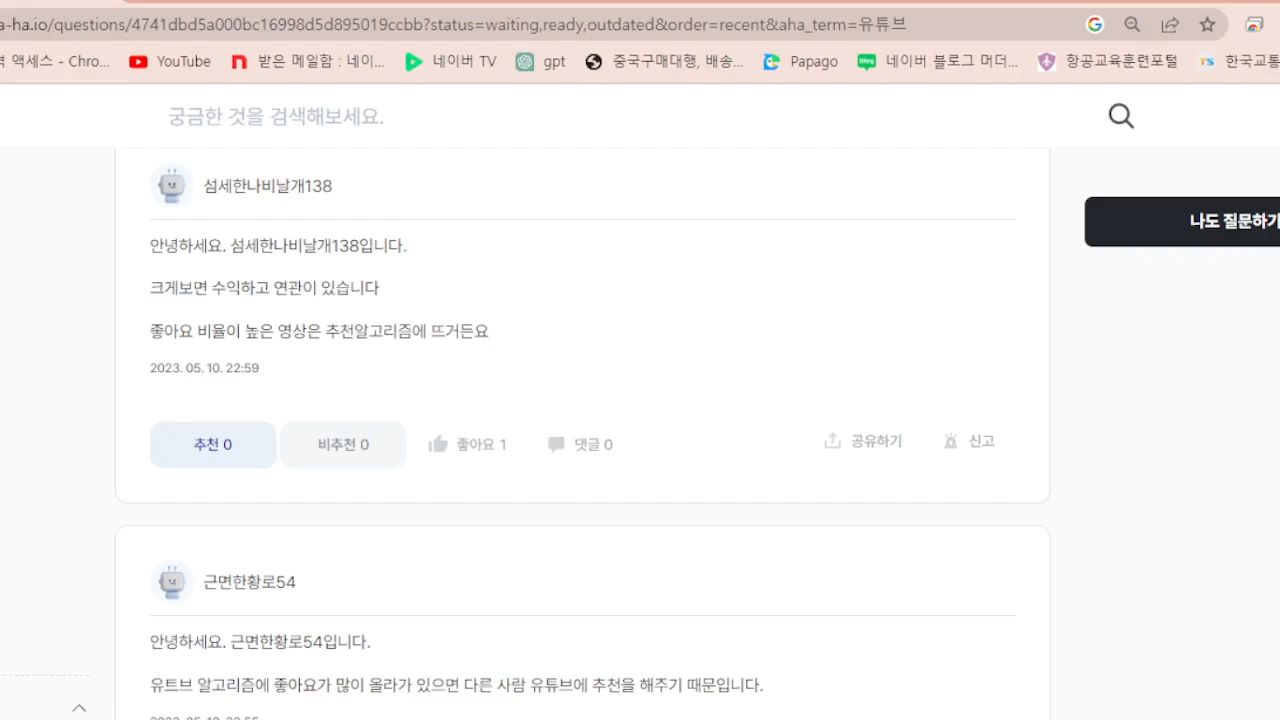 a-ha.io/questions/4741dbd5a000bc16998d5d895019ccbb?status=waiting,ready,outdated&order=recent&aha_term=유튜브
액세스 - Chro... YouTube 받은 메일함 : 네이... 네이버 TV gpt 중국구매대행, 배송... Papago 네이버 블로그 머더... 항공교육훈련포털 TS 한국교통
궁금한 것을 검색해보세요.
섬세한나비날개138
나도 질문하기
안녕하세요. 섬세한나비날개138입니다.
크게보면 수익하고 연관이 있습니다
좋아요 비율이 높은 영상은 추천알고리즘에 뜨거든요
2023. 05. 10. 22:59
추천 0 비추천 0 좋아요 1 댓글 0 공유하기 신고
근면한황로54
안녕하세요. 근면한황로54입니다.
유트브 알고리즘에 좋아요가 많이 올라가 있으면 다른 사람 유튜브에 추천을 해주기 때문입니다.